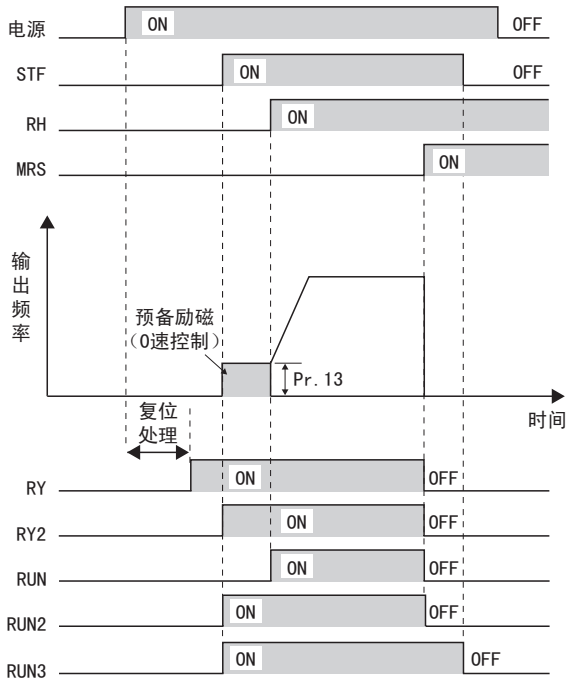 电源 ON OFF
STF ON OFF
RH ON
MRS ON
输出频率
预备励磁
(0速控制)
Pr.13
时间
复位
处理
RY ON OFF
RY2 ON OFF
RUN ON OFF
RUN2 ON OFF
RUN3 ON OFF